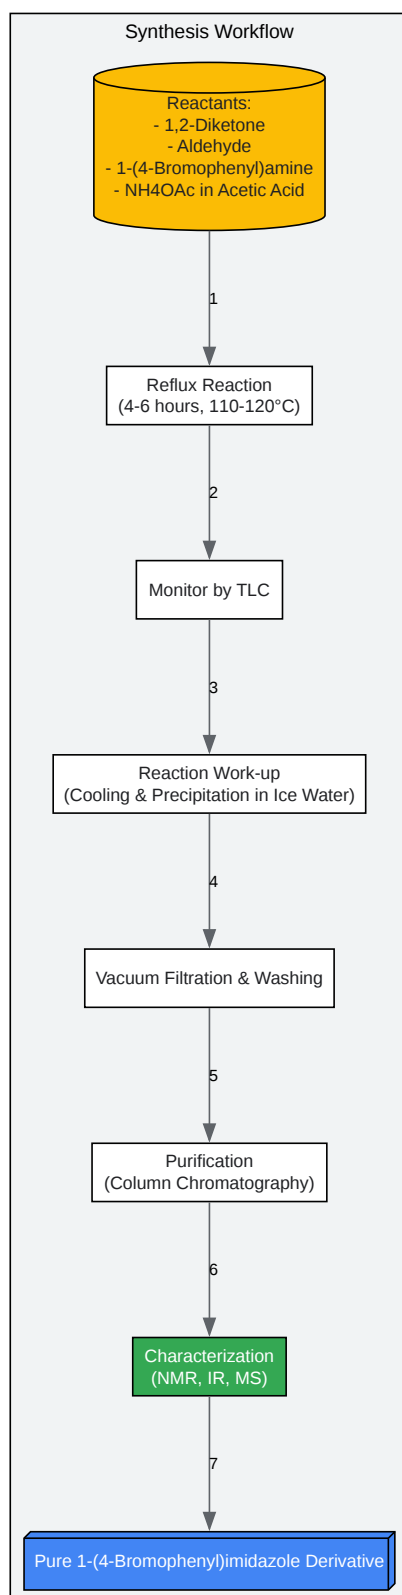 Synthesis Workflow
Reactants:
- 1,2-Diketone
- Aldehyde
- 1-(4-Bromophenyl)amine
- NH4OAc in Acetic Acid
1
Reflux Reaction
(4-6 hours, 110-120°C)
2
Monitor by TLC
3
Reaction Work-up
(Cooling & Precipitation in Ice Water)
4
Vacuum Filtration & Washing
5
Purification
(Column Chromatography)
6
Characterization
(NMR, IR, MS)
7
Pure 1-(4-Bromophenyl)imidazole Derivative